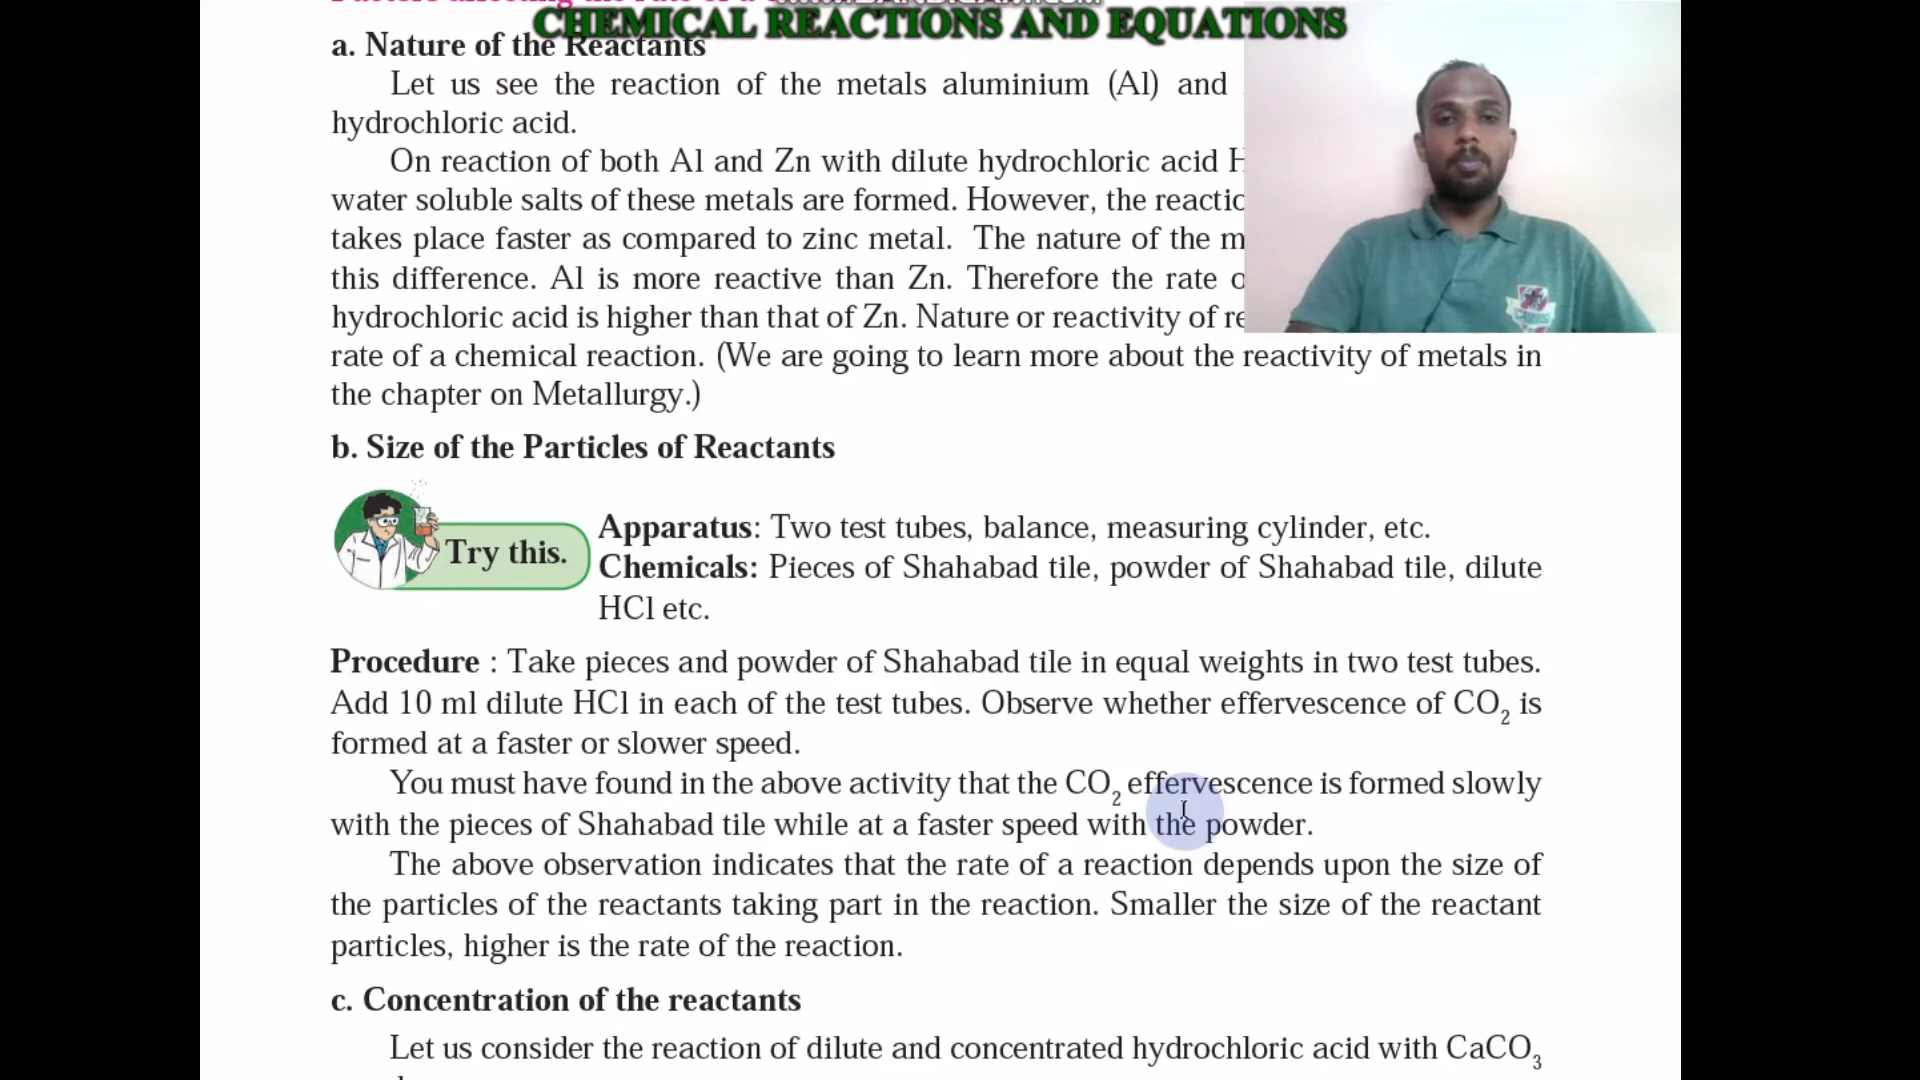 CHEMICAL REACTIONS AND EQUATIONS
a. Nature of the Reactants
Let us see the reaction of the metals aluminium (Al) and
hydrochloric acid.
On reaction of both Al and Zn with dilute hydrochloric acid H
water soluble salts of these metals are formed. However, the reactio
takes place faster as compared to zinc metal. The nature of the m
this difference. Al is more reactive than Zn. Therefore the rate o
hydrochloric acid is higher than that of Zn. Nature or reactivity of re
rate of a chemical reaction. (We are going to learn more about the reactivity of metals in
the chapter on Metallurgy.)
b. Size of the Particles of Reactants
Try this.
Apparatus: Two test tubes, balance, measuring cylinder, etc.
Chemicals: Pieces of Shahabad tile, powder of Shahabad tile, dilute
HCl etc.
Procedure : Take pieces and powder of Shahabad tile in equal weights in two test tubes.
Add 10 ml dilute HCl in each of the test tubes. Observe whether effervescence of CO₂ is
formed at a faster or slower speed.
You must have found in the above activity that the CO₂ effervescence is formed slowly
with the pieces of Shahabad tile while at a faster speed with the powder.
The above observation indicates that the rate of a reaction depends upon the size of
the particles of the reactants taking part in the reaction. Smaller the size of the reactant
particles, higher is the rate of the reaction.
c. Concentration of the reactants
Let us consider the reaction of dilute and concentrated hydrochloric acid with CaCO₃